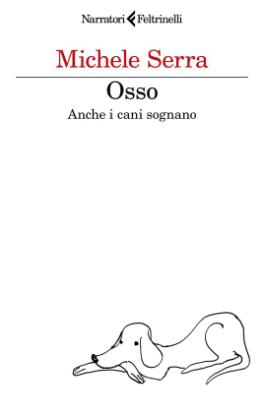 Narratori Feltrinelli
Michele Serra
Osso
Anche i cani sognano